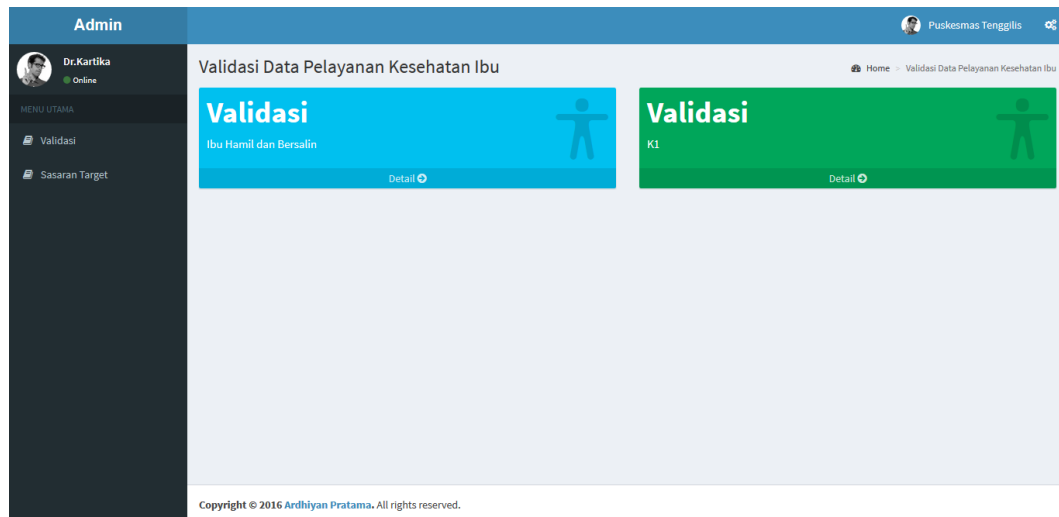 Admin
Puskesmas Tenggilis
Dr.Kartika
Online
MENU UTAMA
Validasi
Sasaran Target
Validasi Data Pelayanan Kesehatan Ibu
Home > Validasi Data Pelayanan Kesehatan Ibu
Validasi
Ibu Hamil dan Bersalin
Detail
Validasi
K1
Detail
Copyright © 2016 Ardhiyan Pratama. All rights reserved.